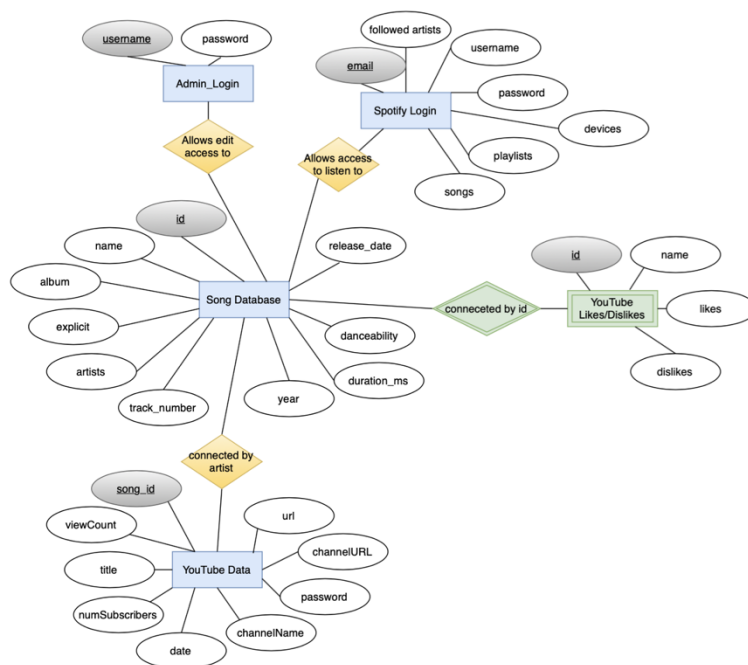 followed artists
username
password
username
email
Admin_Login
Spotify Login
password
devices
Allows edit
access to
Allows access
to listen to
playlists
songs
id
name
release_date
id
name
album
Song Database
conneceted by id
YouTube
Likes/Dislikes
likes
explicit
danceability
artists
dislikes
duration_ms
track_number
year
connected by
artist
song_id
url
viewCount
channelURL
title
YouTube Data
password
numSubscribers
channelName
date